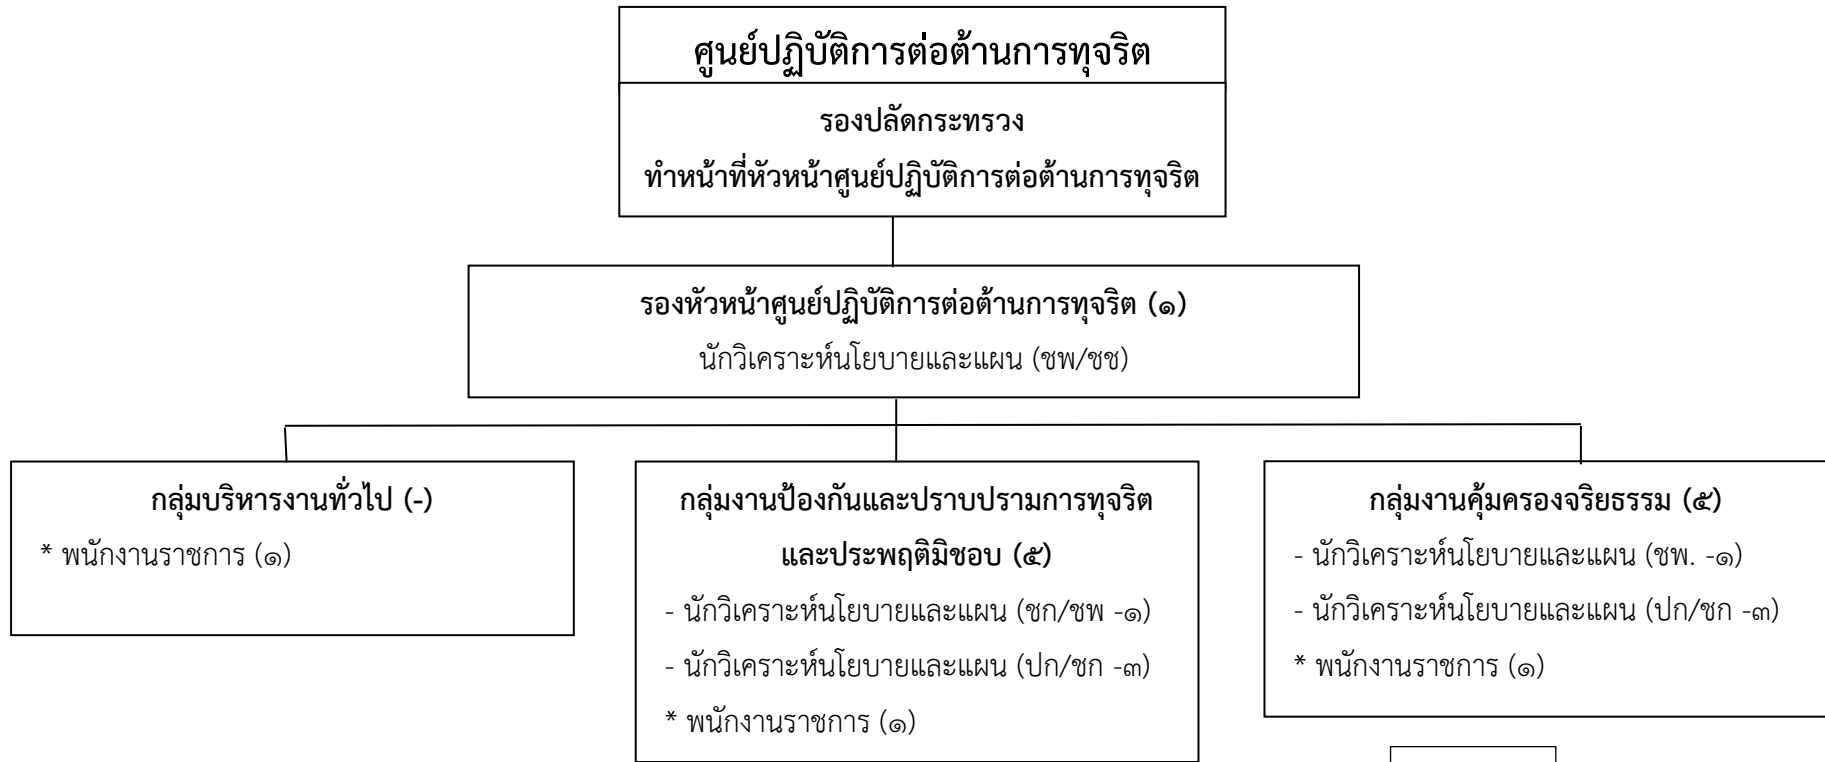 ศูนย์ปฏิบัติการต่อต้านการทุจริต
รองปลัดกระทรวง
ทำหน้าที่หัวหน้าศูนย์ปฏิบัติการต่อต้านการทุจริต
รองหัวหน้าศูนย์ปฏิบัติการต่อต้านการทุจริต (๑)
นักวิเคราะห์นโยบายและแผน (ชพ/ชช)
กลุ่มบริหารงานทั่วไป (-)
* พนักงานราชการ (๑)
กลุ่มงานป้องกันและปราบปรามการทุจริต
และประพฤติมิชอบ (๕)
- นักวิเคราะห์นโยบายและแผน (ชก/ชพ -๑)
- นักวิเคราะห์นโยบายและแผน (ปก/ชก -๓)
* พนักงานราชการ (๑)
กลุ่มงานคุ้มครองจริยธรรม (๕)
- นักวิเคราะห์นโยบายและแผน (ชพ. -๑)
- นักวิเคราะห์นโยบายและแผน (ปก/ชก -๓)
* พนักงานราชการ (๑)